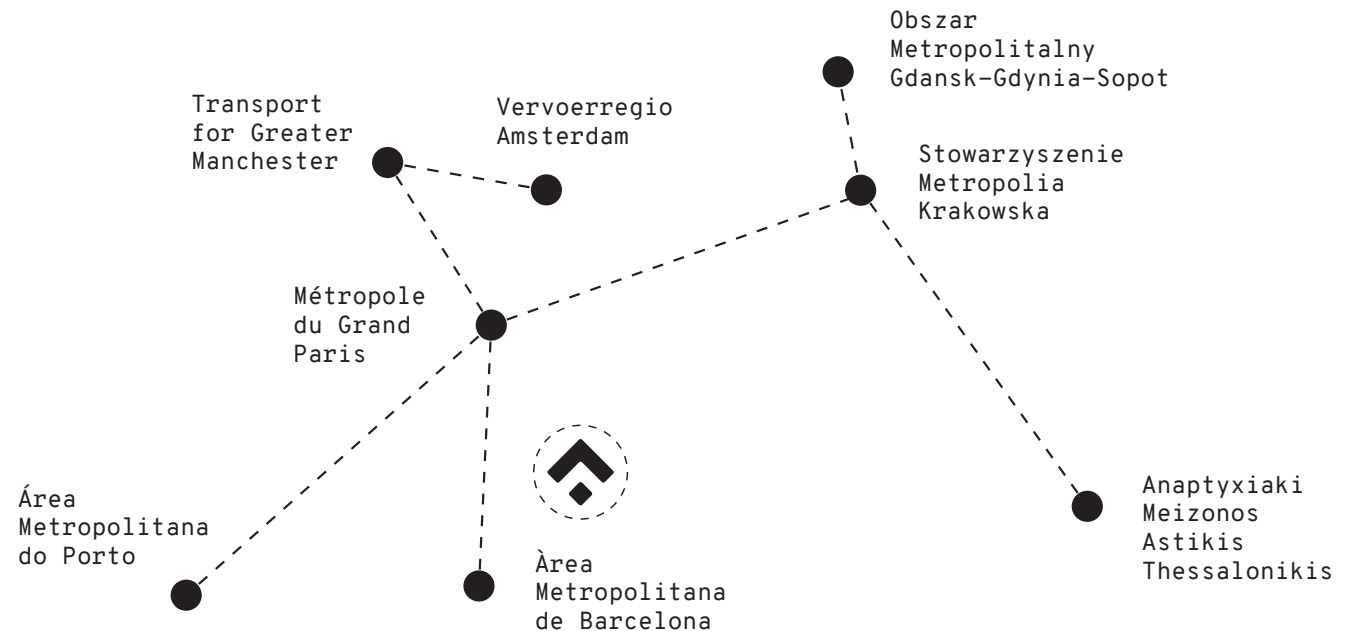 Obszar
Metropolitalny
Gdansk-Gdynia-Sopot
Transport
for Greater
Manchester
Vervoerregio
Amsterdam
Stowarzyszenie
Metropolia
Krakowska
Métropole
du Grand
Paris
Área
Metropolitana
do Porto
Àrea
Metropolitana
de Barcelona
Anaptyxiaki
Meizonos
Astikis
Thessalonikis